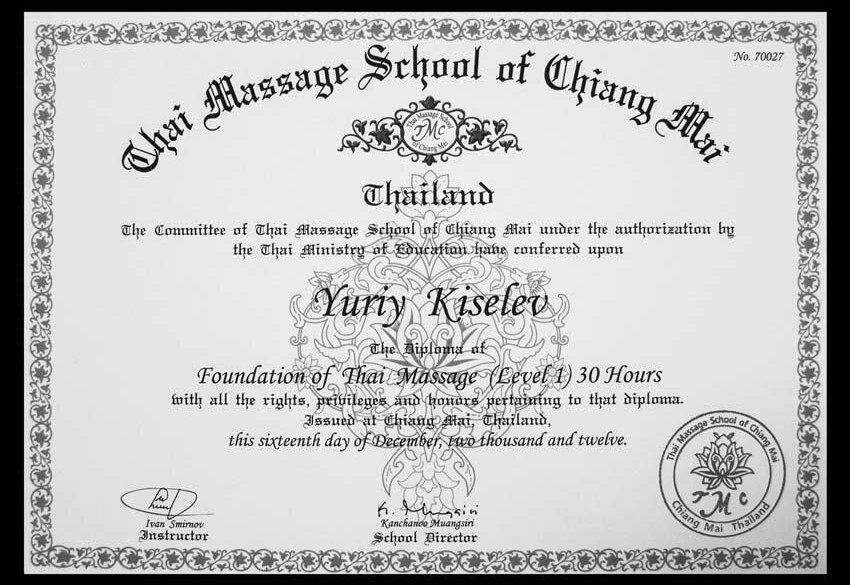 No. 70027
Thai Massage School of Chiang Mai
Thai Massage School
TMC
of Chiang Mai
Thailand
The Committee of Thai Massage School of Chiang Mai under the authorization by
the Thai Ministry of Education have conferred upon
Yuriy Kiselev
The Diploma of
Foundation of Thai Massage (Level 1) 30 Hours
with all the rights, privileges and honors pertaining to that diploma.
Issued at Chiang Mai, Thailand,
this sixteenth day of December, two thousand and twelve.
Ivan Smirnov
Instructor
K. Muangsiri
Kanchanoo Muangsiri
School Director
Thai Massage School of Chiang Mai
TMC
Chiang Mai Thailand